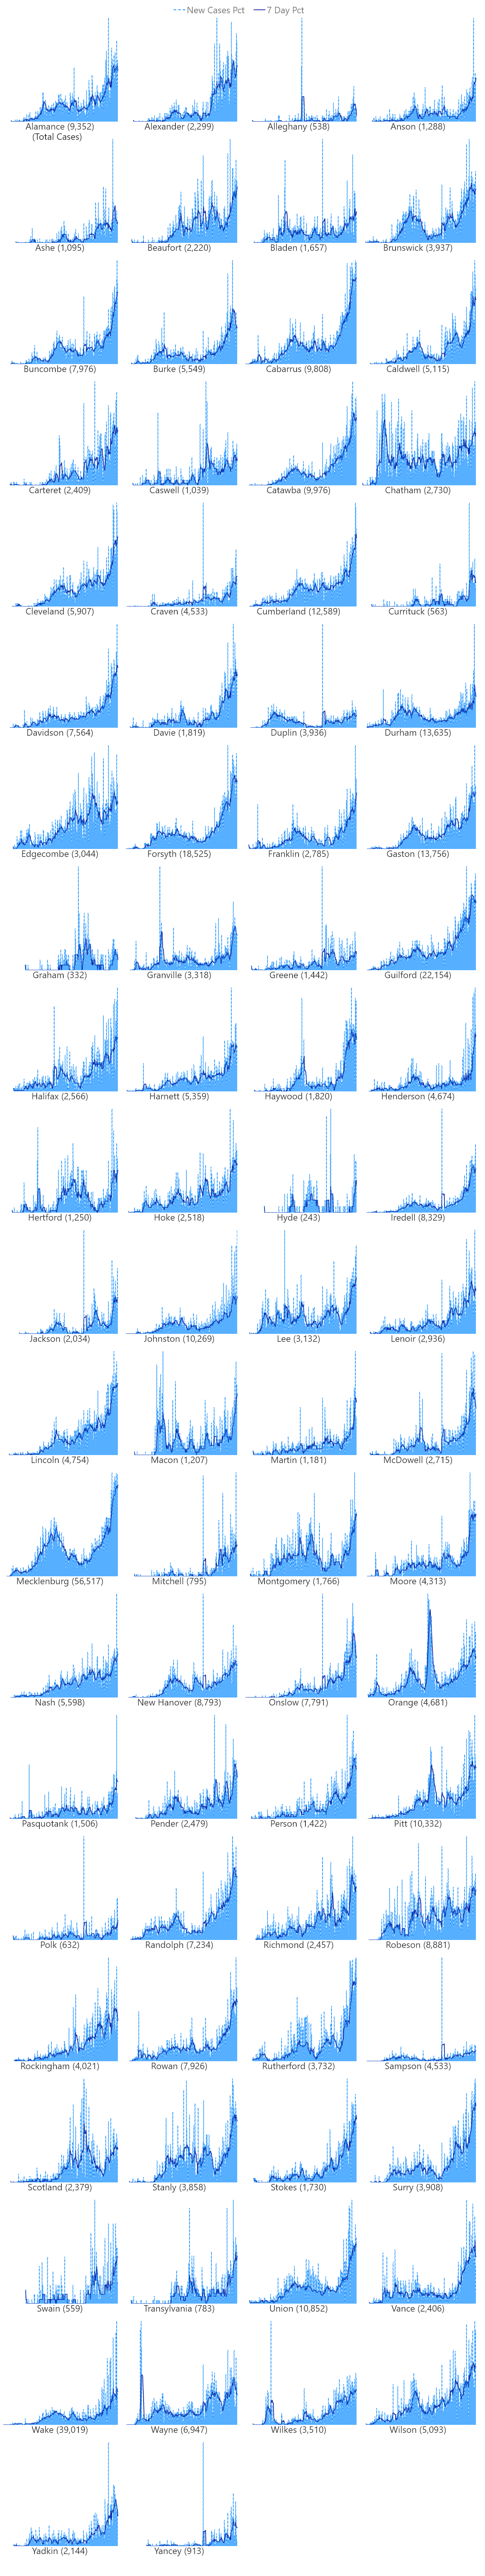 New Cases Pct 7 Day Pct
Alamance (9,352) Alexander (2,299) Alleghany (538) Anson (1,288)
(Total Cases)
Ashe (1,095) Beaufort (2,220) Bladen (1,657) Brunswick (3,937)
Buncombe (7,976) Burke (5,549) Cabarrus (9,808) Caldwell (5,115)
Carteret (2,409) Caswell (1,039) Catawba (9,976) Chatham (2,730)
Cleveland (5,907) Craven (4,533) Cumberland (12,589) Currituck (563)
Davidson (7,564) Davie (1,819) Duplin (3,936) Durham (13,635)
Edgecombe (3,044) Forsyth (18,525) Franklin (2,785) Gaston (13,756)
Graham (332) Granville (3,318) Greene (1,442) Guilford (22,154)
Halifax (2,566) Harnett (5,359) Haywood (1,820) Henderson (4,674)
Hertford (1,250) Hoke (2,518) Hyde (243) Iredell (8,329)
Jackson (2,034) Johnston (10,269) Lee (3,132) Lenoir (2,936)
Lincoln (4,754) Macon (1,207) Martin (1,181) McDowell (2,715)
Mecklenburg (56,517) Mitchell (795) Montgomery (1,766) Moore (4,313)
Nash (5,598) New Hanover (8,793) Onslow (7,791) Orange (4,681)
Pasquotank (1,506) Pender (2,479) Person (1,422) Pitt (10,332)
Polk (632) Randolph (7,234) Richmond (2,457) Robeson (8,881)
Rockingham (4,021) Rowan (7,926) Rutherford (3,732) Sampson (4,533)
Scotland (2,379) Stanly (3,858) Stokes (1,730) Surry (3,908)
Swain (559) Transylvania (783) Union (10,852) Vance (2,406)
Wake (39,019) Wayne (6,947) Wilkes (3,510) Wilson (5,093)
Yadkin (2,144) Yancey (913)